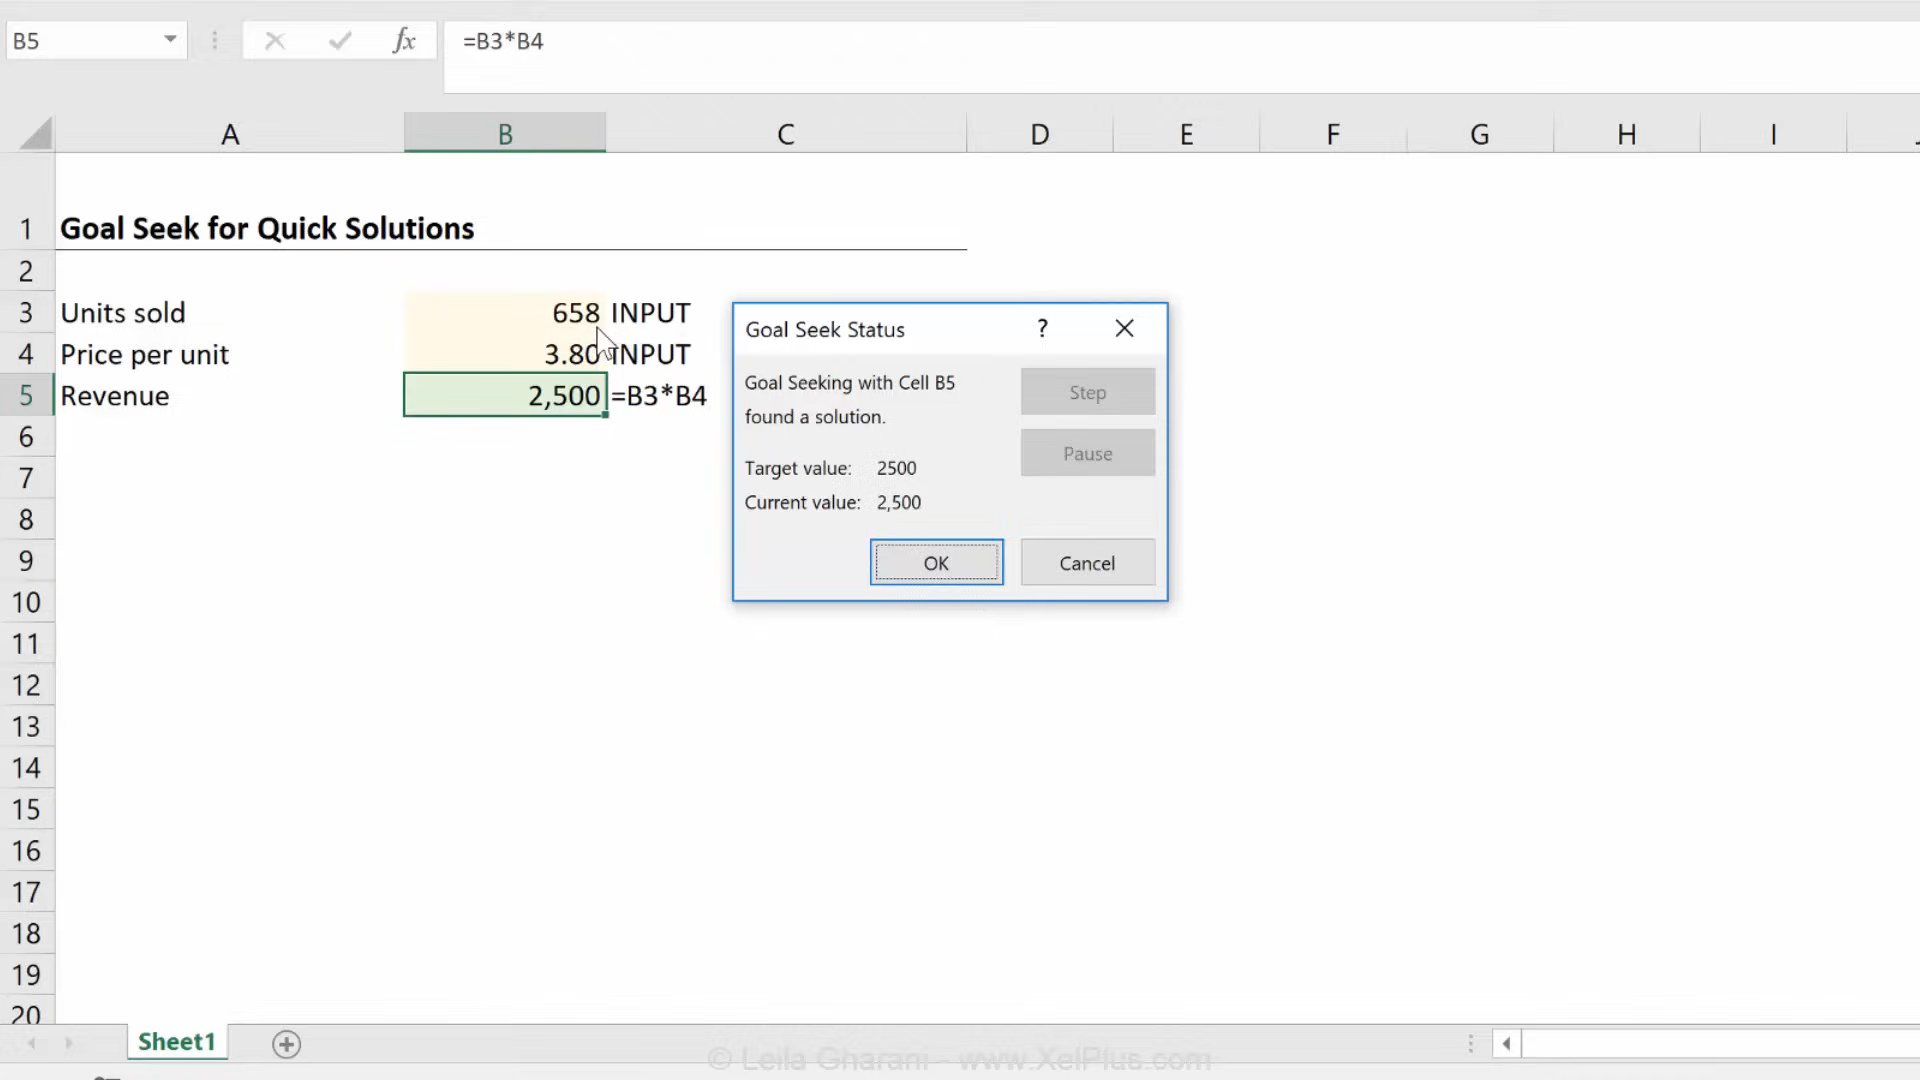 B5
fx
=B3*B4
A B C D E F G H I J
1 Goal Seek for Quick Solutions
2
3 Units sold 658 INPUT
4 Price per unit 3.80 INPUT
5 Revenue 2,500 =B3*B4
6
7
8
9
10
11
12
13
14
15
16
17
18
19
20
Goal Seek Status ?
Goal Seeking with Cell B5
found a solution.
Step
Pause
Target value: 2500
Current value: 2,500
OK Cancel
Sheet1
© Leila Gharani - www.XelPlus.com